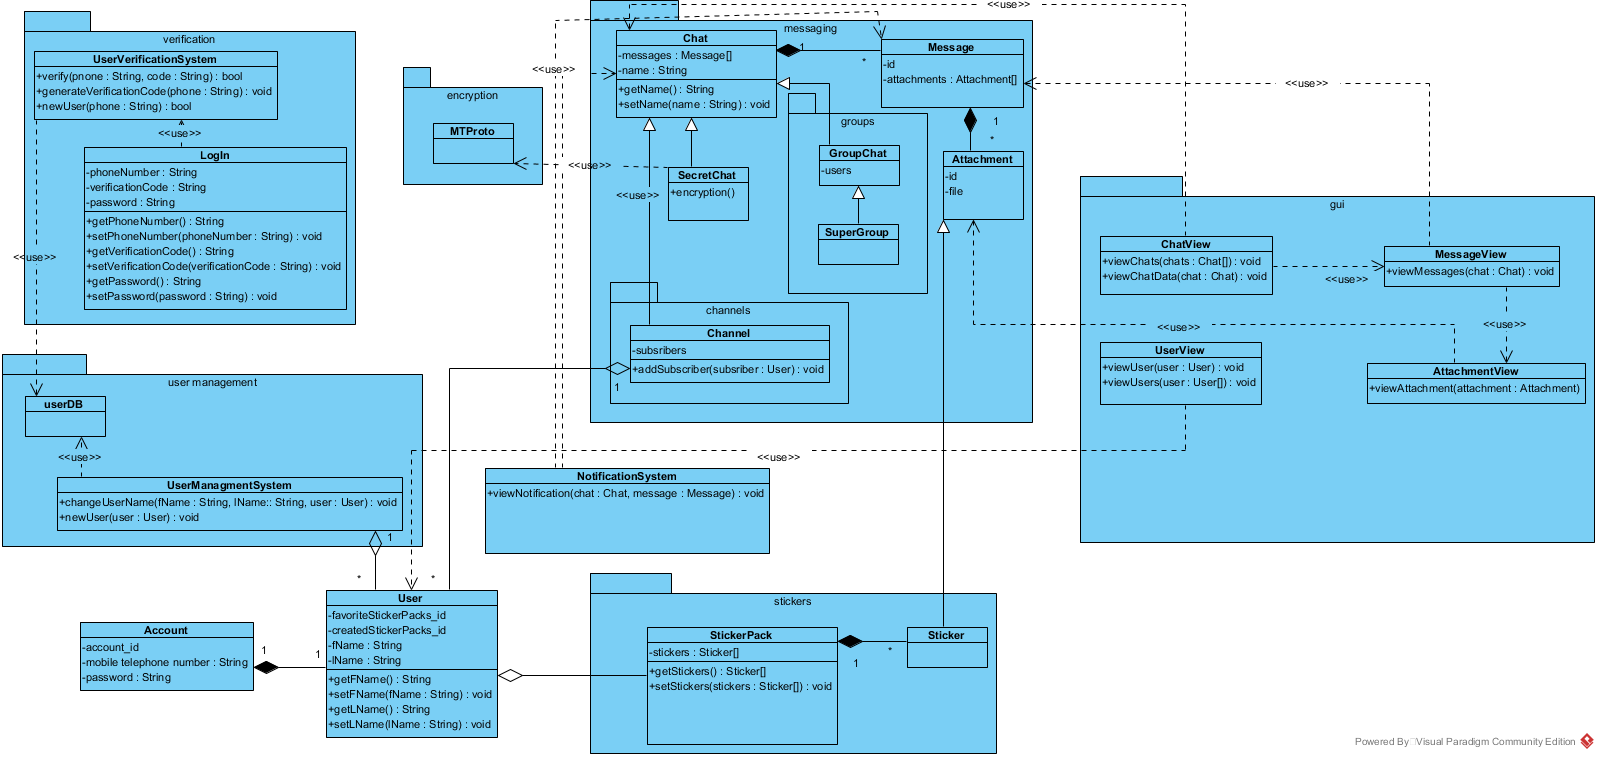 verification
UserVerificationSystem
+verify(pnone : String, code : String) : bool
+generateVerificationCode(phone : String) : void
+newUser(phone : String) : bool
<<use>>
LogIn
-phoneNumber : String
-verificationCode : String
-password : String
+getPhoneNumber() : String
+setPhoneNumber(phoneNumber : String) : void
+getVerificationCode() : String
+setVerificationCode(verificationCode : String) : void
+getPassword() : String
+setPassword(password : String) : void
<<use>>
encryption
MTProto
<<use>>
<<use>>
messaging
Chat
-messages : Message[]
-name : String
+getName() : String
+setName(name : String) : void
1
*
Message
-id
-attachments : Attachment[]
1
*
Attachment
-id
-file
groups
GroupChat
-users
SuperGroup
SecretChat
+encryption()
<<use>>
channels
Channel
-subsribers
+addSubscriber(subsriber : User) : void
1
<<use>>
<<use>>
gui
ChatView
+viewChats(chats : Chat[]) : void
+viewChatData(chat : Chat) : void
<<use>>
MessageView
+viewMessages(chat : Chat) : void
<<use>>
<<use>>
UserView
+viewUser(user : User) : void
+viewUsers(user : User[]) : void
AttachmentView
+viewAttachment(attachment : Attachment)
<<use>>
user management
userDB
<<use>>
UserManagmentSystem
+changeUserName(fName : String, lName:: String, user : User) : void
+newUser(user : User) : void
1
*
*
NotificationSystem
+viewNotification(chat : Chat, message : Message) : void
User
-favoriteStickerPacks_id
-createdStickerPacks_id
-fName : String
-lName : String
+getFName() : String
+setFName(fName : String) : void
+getLName() : String
+setLName(lName : String) : void
Account
-account_id
-mobile telephone number : String
-password : String
1
1
stickers
StickerPack
-stickers : Sticker[]
+getStickers() : Sticker[]
+setStickers(stickers : Sticker[]) : void
1
*
Sticker
Powered By Visual Paradigm Community Edition